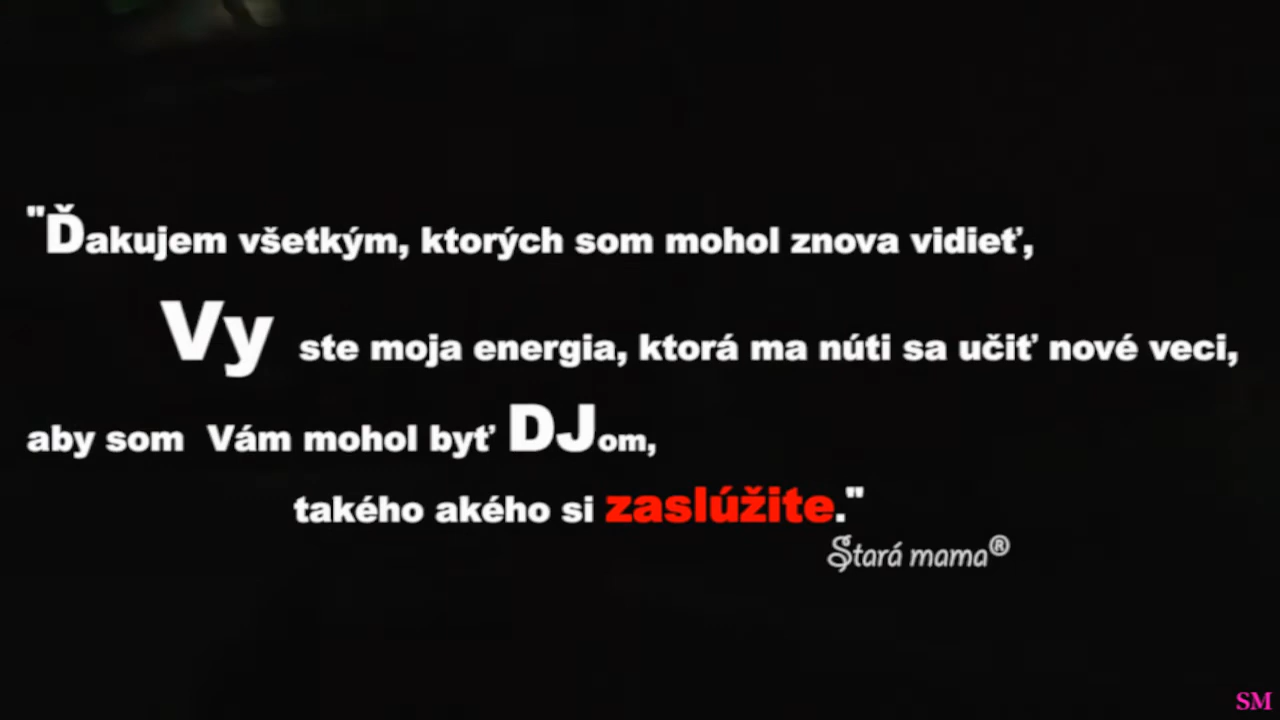 "Ďakujem všetkým, ktorých som mohol znova vidieť,
Vy ste moja energia, ktorá ma núti sa učiť nové veci,
aby som Vám mohol byť DJom,
takého akého si zaslúžite."
Stará mama®
SM